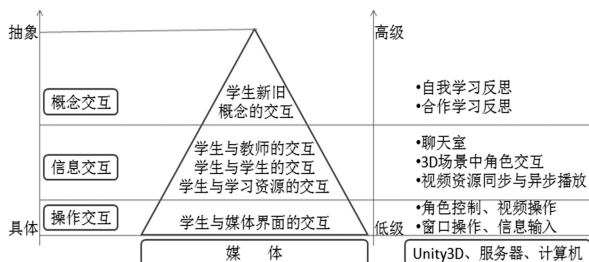 抽象
高级
概念交互
学生新旧
概念的交互
•自我学习反思
•合作学习反思
信息交互
学生与教师的交互
学生与学生的交互
学生与学习资源的交互
•聊天室
•3D场景中角色交互
•视频资源同步与异步播放
操作交互
具体
学生与媒体界面的交互
低级
•角色控制、视频操作
•窗口操作、信息输入
媒 体
Unity3D、服务器、计算机